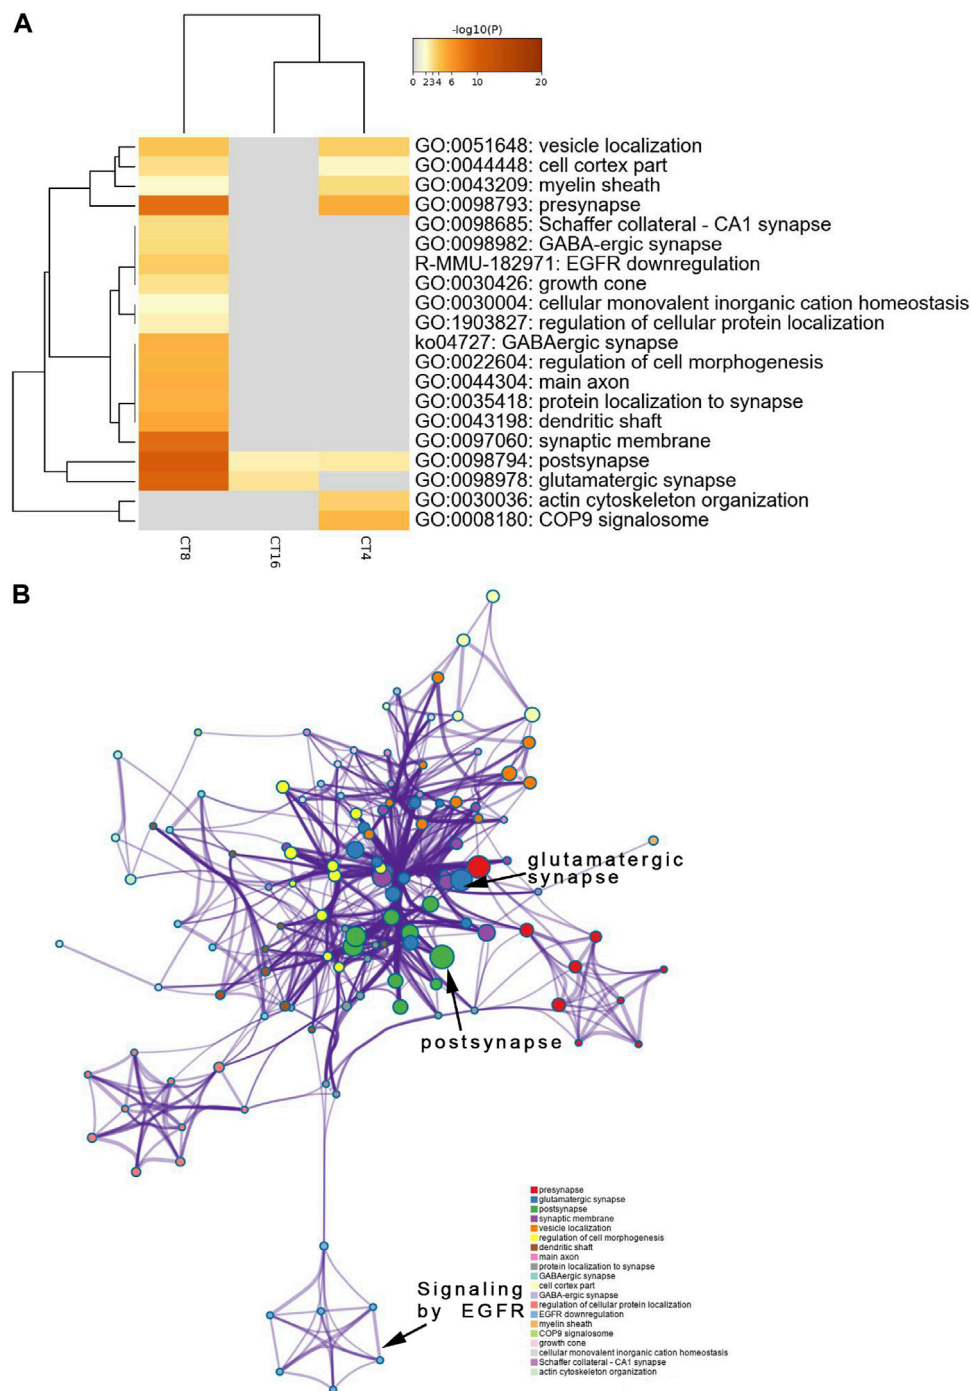 A
-log10(P)
0 2 3 4 6 10 20
GO:0051648: vesicle localization
GO:0044448: cell cortex part
GO:0043209: myelin sheath
GO:0098793: presynapse
GO:0098685: Schaffer collateral - CA1 synapse
GO:0098982: GABA-ergic synapse
R-MMU-182971: EGFR downregulation
GO:0030426: growth cone
GO:0030004: cellular monovalent inorganic cation homeostasis
GO:1903827: regulation of cellular protein localization
ko04727: GABAergic synapse
GO:0022604: regulation of cell morphogenesis
GO:0044304: main axon
GO:0035418: protein localization to synapse
GO:0043198: dendritic shaft
GO:0097060: synaptic membrane
GO:0098794: postsynapse
GO:0098978: glutamatergic synapse
GO:0030036: actin cytoskeleton organization
GO:0008180: COP9 signalosome
CT8 CT16 CT4
B
glutamatergic
synapse
postsynapse
Signaling
by EGFR
presynapse
glutamatergic synapse
postsynapse
synaptic membrane
vesicle localization
regulation of cell morphogenesis
dendritic shaft
main axon
protein localization to synapse
GABAergic synapse
cell cortex part
GABA-ergic synapse
regulation of cellular protein localization
EGFR downregulation
myelin sheath
COP9 signalosome
growth cone
cellular monovalent inorganic cation homeostasis
Schaffer collateral - CA1 synapse
actin cytoskeleton organization